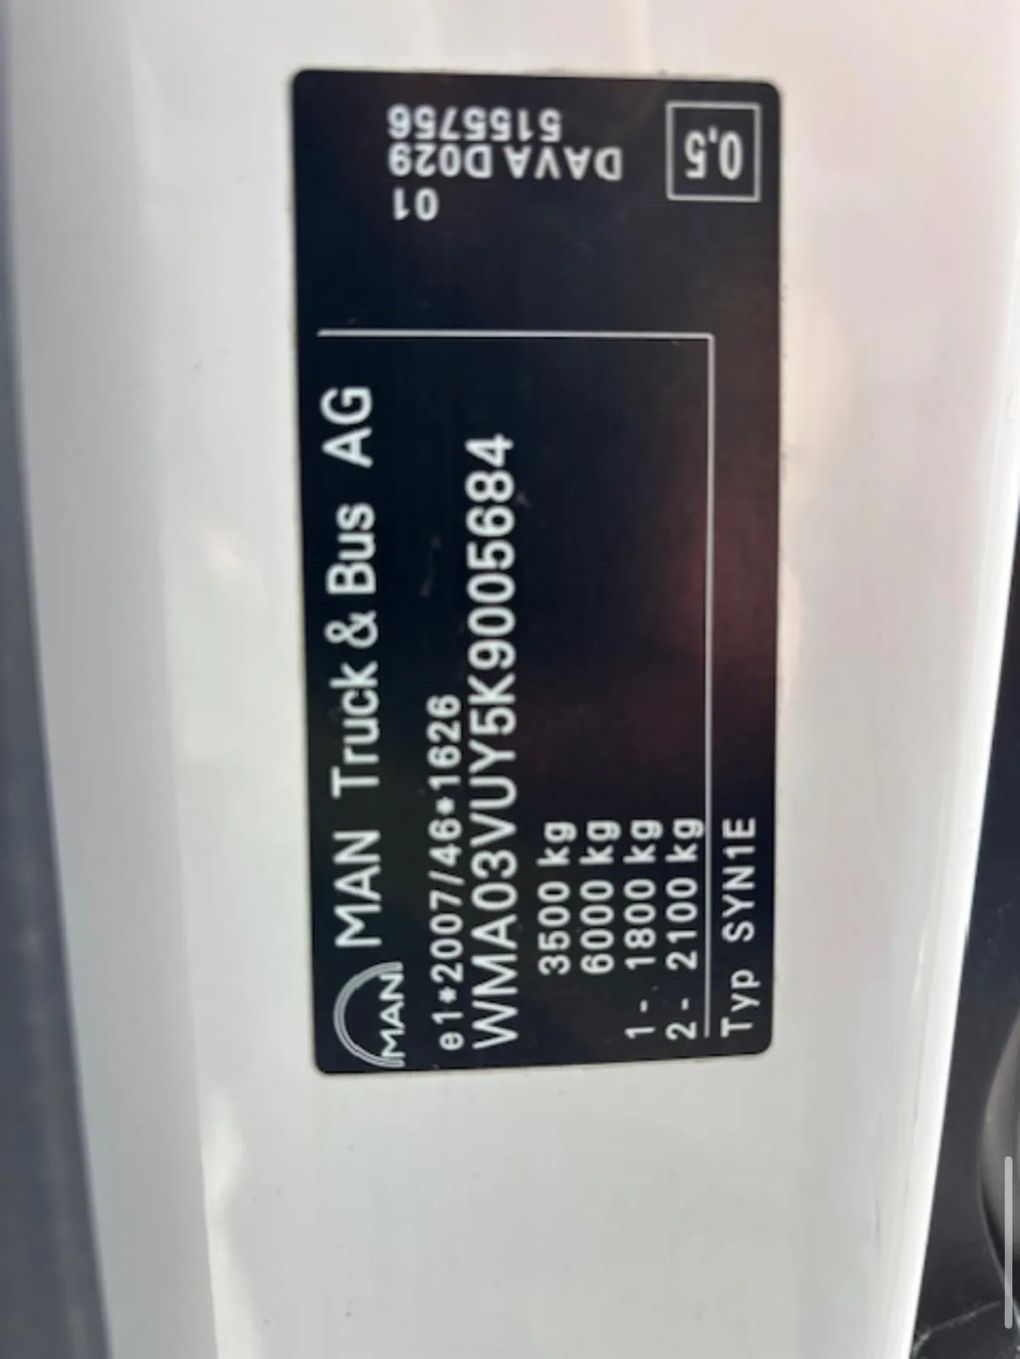 MAN
MAN Truck & Bus AG
e1*2007/46*1626
WMA03VUY5K9005684
3500 kg
6000 kg
1 - 1800 kg
2 - 2100 kg
Typ SYN1E
01
DAVA D029
5155756
0,5